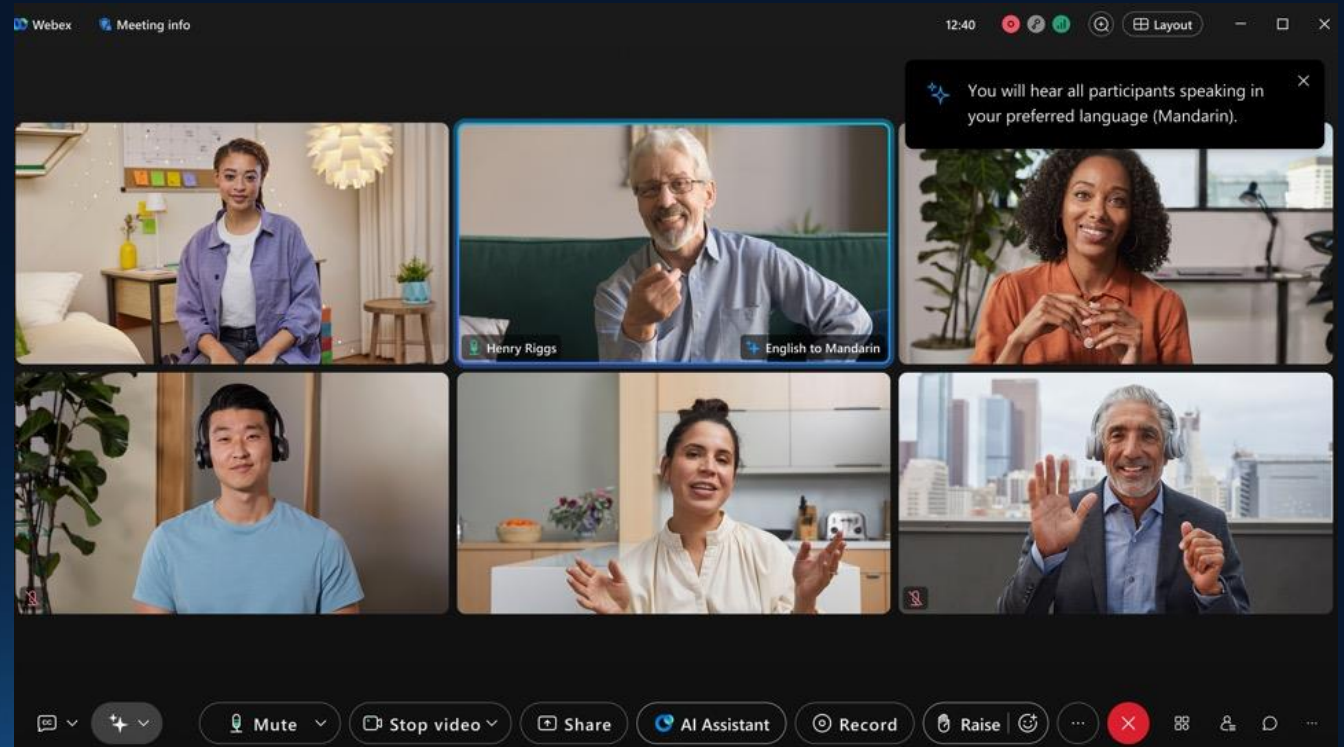 Webex Meeting info 12:40 Layout
You will hear all participants speaking in
your preferred language (Mandarin).
Henry Riggs English to Mandarin
CC Mute Stop video Share AI Assistant Record Raise